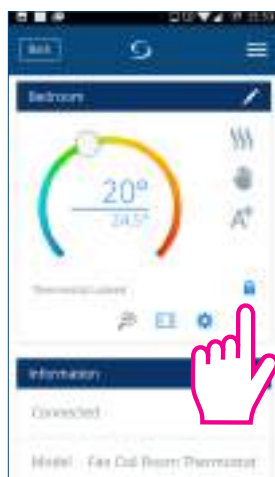 Back
Bedroom
20°
24.5°
Thermostat Locked
Information
Connected
Model Fan Coil Room Thermostat